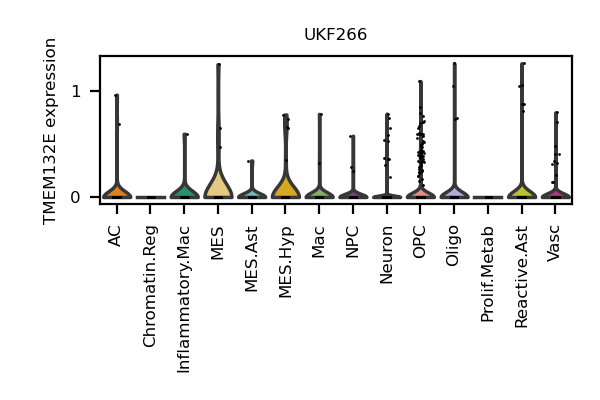 UKF266
TMEM132E expression
1
0
AC
Chromatin.Reg
Inflammatory.Mac
MES
MES.Ast
MES.Hyp
Mac
NPC
Neuron
OPC
Oligo
Prolif.Metab
Reactive.Ast
Vasc